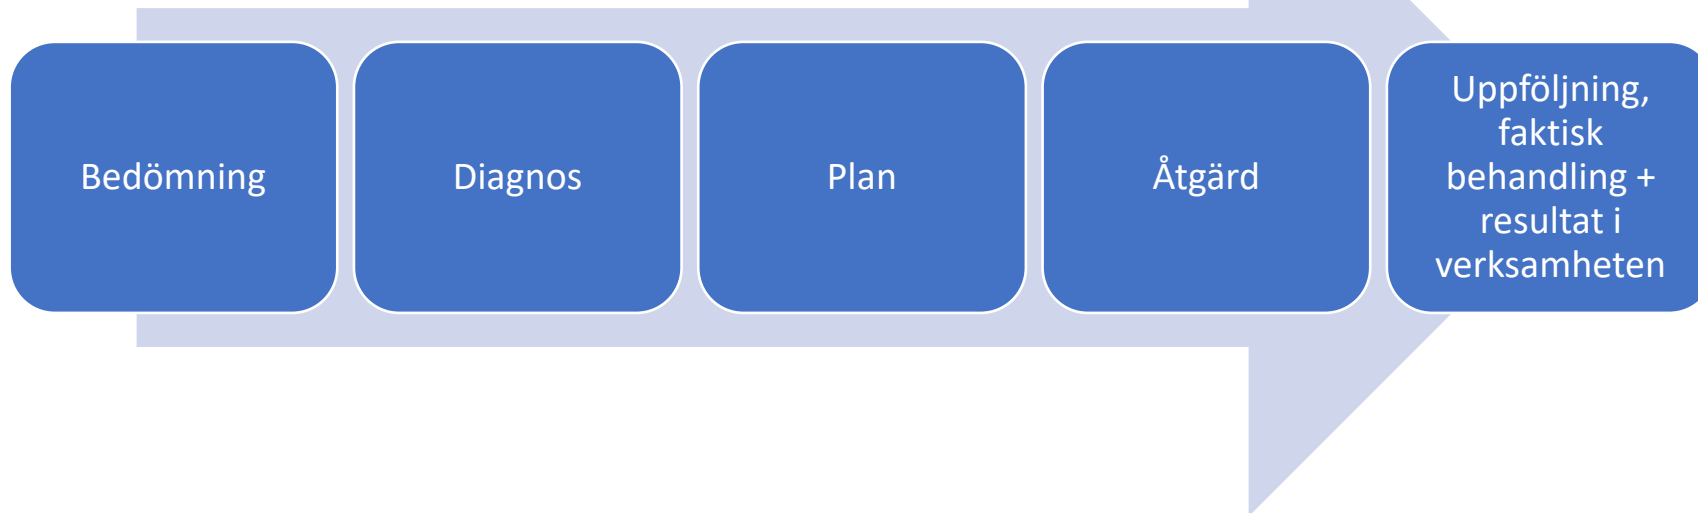 Bedömning
Diagnos
Plan
Åtgärd
Uppföljning,
faktisk
behandling +
resultat i
verksamheten